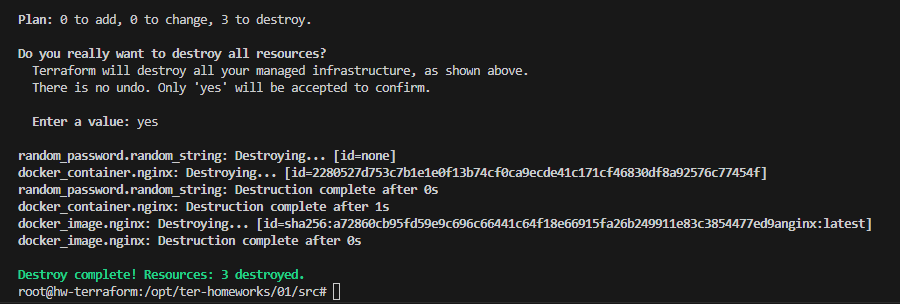 Plan: 0 to add, 0 to change, 3 to destroy.
Do you really want to destroy all resources?
Terraform will destroy all your managed infrastructure, as shown above.
There is no undo. Only 'yes' will be accepted to confirm.
Enter a value: yes
random_password.random_string: Destroying... [id=none]
docker_container.nginx: Destroying... [id=2280527d753c7b1e1e0f13b74cf0ca9ecde41c171cf46830df8a92576c77454f]
random_password.random_string: Destruction complete after 0s
docker_container.nginx: Destruction complete after 1s
docker_image.nginx: Destroying... [id=sha256:a72860cb95fd59e9c696c66441c64f18e66915fa26b249911e83c3854477ed9anginx:latest]
docker_image.nginx: Destruction complete after 0s
Destroy complete! Resources: 3 destroyed.
root@hw-terraform:/opt/ter-homeworks/01/src#